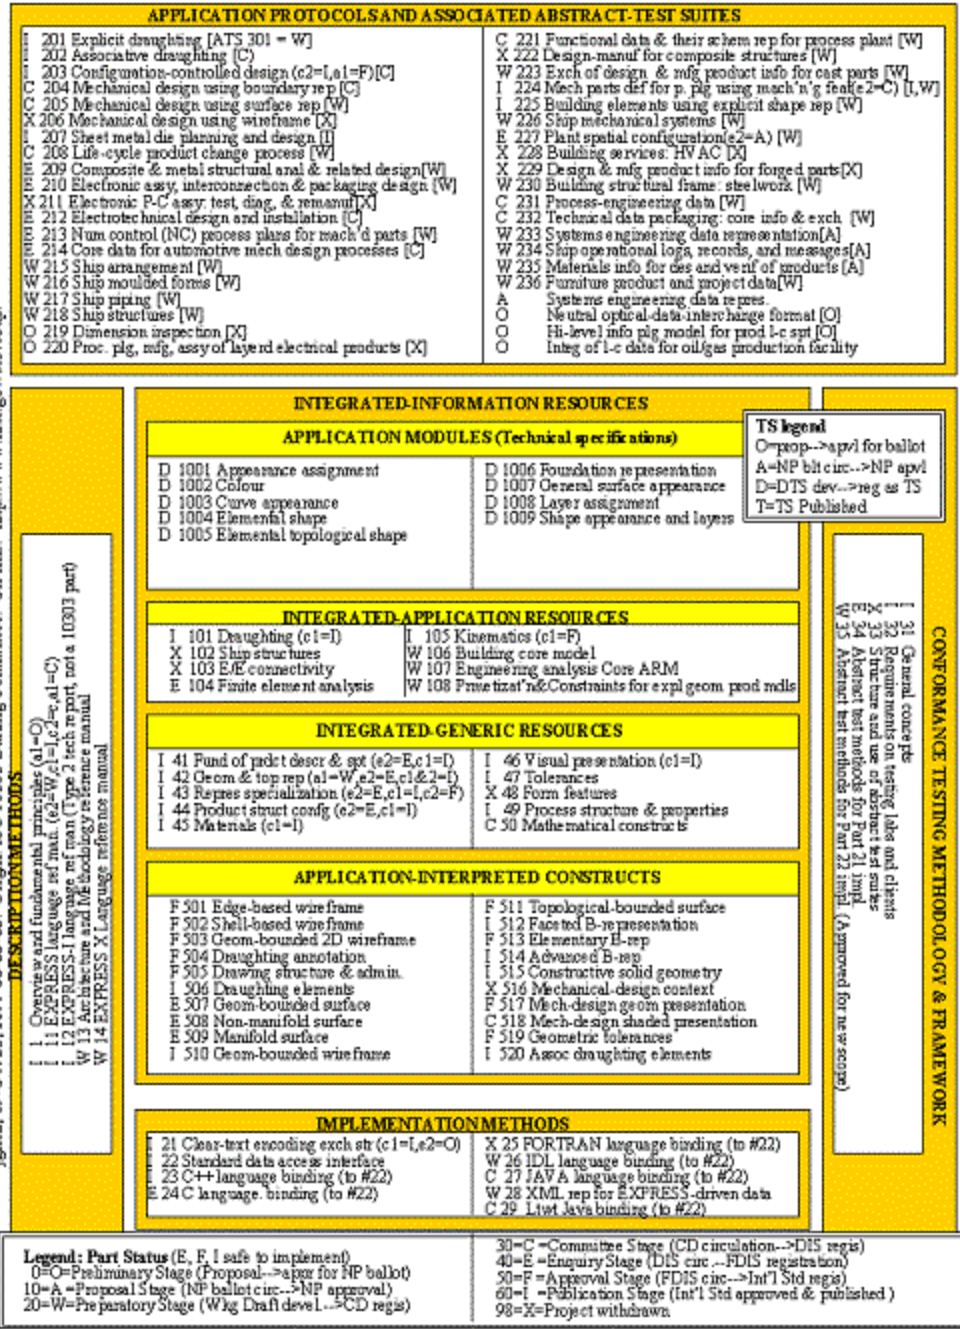 APPLICATION PROTOCOLS AND ASSOCIATED ABSTRACT-TEST SUITES
I 201 Explicit draughting [ATS 301 = W]
I 202 Associative draughting [C]
I 203 Configuration-controlled design (c2=I,a1=F)[C]
C 204 Mechanical design using boundary rep [C]
C 205 Mechanical design using surface rep [W]
X 206 Mechanical design using wireframe [X]
I 207 Sheet metal die planning and design [I]
C 208 Life-cycle product change process [W]
E 209 Composite & metal structural anal & related design[W]
E 210 Electronic assy, interconnection & packaging design [W]
X 211 Electronic P-C assy: test, diag, & remanuf[X]
E 212 Electrotechnical design and installation [C]
E 213 Num control (NC) process plans for mach'd parts [W]
E 214 Core data for automotive mech design processes [C]
W 215 Ship arrangement [W]
W 216 Ship moulded forms [W]
W 217 Ship piping [W]
W 218 Ship structures [W]
O 219 Dimension inspection [X]
O 220 Proc. plg, mfg, assy of layerd electrical products [X]
C 221 Functional data & their schem rep for process plant [W]
X 222 Design-manuf for composite structures [W]
W 223 Exch of design & mfg product info for cast parts [W]
I 224 Mech parts def for p. plg using mach'n'g feat(e2=C) [I,W]
I 225 Building elements using explicit shape rep [W]
W 226 Ship mechanical systems [W]
E 227 Plant spatial configuration(e2=A) [W]
X 228 Building services: HVAC [X]
X 229 Design & mfg product info for forged parts[X]
W 230 Building structural frame: steelwork [W]
C 231 Process-engineering data [W]
C 232 Technical data packaging: core info & exch [W]
W 233 Systems engineering data representation[A]
W 234 Ship operational logs, records, and messages[A]
W 235 Materials info for des and verif of products [A]
W 236 Furniture product and project data[W]
A Systems engineering data repres.
O Neutral optical-data-interchange format [O]
O Hi-level info plg model for prod l-c spt [O]
O Integ of l-c data for oil/gas production facility
INTEGRATED-INFORMATION RESOURCES
APPLICATION MODULES (Technical specifications)
D 1001 Appearance assignment
D 1002 Colour
D 1003 Curve appearance
D 1004 Elemental shape
D 1005 Elemental topological shape
D 1006 Foundation representation
D 1007 General surface appearance
D 1008 Layer assignment
D 1009 Shape appearance and layers
TS legend
O=prop-->apvl for ballot
A=NP blt circ-->NP apvl
D=DTS dev-->reg as TS
T=TS Published
INTEGRATED-APPLICATION RESOURCES
I 101 Draughting (c1=I)
X 102 Ship structures
X 103 E/E connectivity
E 104 Finite element analysis
I 105 Kinematics (c1=F)
W 106 Building core model
W 107 Engineering analysis Core ARM
W 108 Prmetizat'n&Constraints for expl geom prod mdls
INTEGRATED-GENERIC RESOURCES
I 41 Fund of prdct descr & spt (e2=E,c1=I)
I 42 Geom & top rep (a1=W,e2=E,c1&2=I)
I 43 Repres specialization (e2=E,c1=I,c2=F)
I 44 Product struct confg (e2=E,c1=I)
I 45 Materials (c1=I)
I 46 Visual presentation (c1=I)
I 47 Tolerances
X 48 Form features
I 49 Process structure & properties
C 50 Mathematical constructs
APPLICATION-INTERPRETED CONSTRUCTS
F 501 Edge-based wireframe
F 502 Shell-based wireframe
F 503 Geom-bounded 2D wireframe
F 504 Draughting annotation
F 505 Drawing structure & admin.
I 506 Draughting elements
E 507 Geom-bounded surface
E 508 Non-manifold surface
E 509 Manifold surface
I 510 Geom-bounded wireframe
F 511 Topological-bounded surface
I 512 Faceted B-representation
F 513 Elementary B-rep
I 514 Advanced B-rep
I 515 Constructive solid geometry
X 516 Mechanical-design context
F 517 Mech-design geom presentation
C 518 Mech-design shaded presentation
F 519 Geometric tolerances
I 520 Assoc draughting elements
IMPLEMENTATION METHODS
I 21 Clear-text encoding exch str (c1=I,e2=O)
I 22 Standard data access interface
I 23 C++ language binding (to #22)
E 24 C language. binding (to #22)
X 25 FORTRAN language binding (to #22)
W 26 IDL language binding (to #22)
C 27 JAVA language binding (to #22)
W 28 XML rep for EXPRESS-driven data
C 29 Ltwt Java binding (to #22)
DESCRIPTION METHODS
I 1 Overview and fundamental principles (a1=O)
I 11 EXPRESS language ref man. (e2=W,c1=I,c2=e,a1=C)
I 12 EXPRESS-I language ref man (Type 2 tech report, not a 10303 part)
W 13 Architecture and Methodology reference manual
W 14 EXPRESS X Language reference manual
CONFORMANCE TESTING METHODOLOGY & FRAMEWORK
I 31 General concepts
I 32 Requirements on testing labs and clients
X 33 Structure and use of abstract test suites
E 34 Abstract test methods for Part 21 impl.
W 35 Abstract test methods for Part 22 impl. (Approved for new scope)
Legend: Part Status (E, F, I safe to implement)
0=O=Preliminary Stage (Proposal-->appr for NP ballot)
10=A =Proposal Stage (NP ballot circ-->NP approval)
20=W=Preparatory Stage (Wkg Draft devel.-->CD regis)
30=C =Committee Stage (CD circulation-->DIS regis)
40=E =Enquiry Stage (DIS circ.--FDIS registration)
50=F =Approval Stage (FDIS circ-->Int'l Std regis)
60=I =Publication Stage (Int'l Std approved & published )
98=X=Project withdrawn